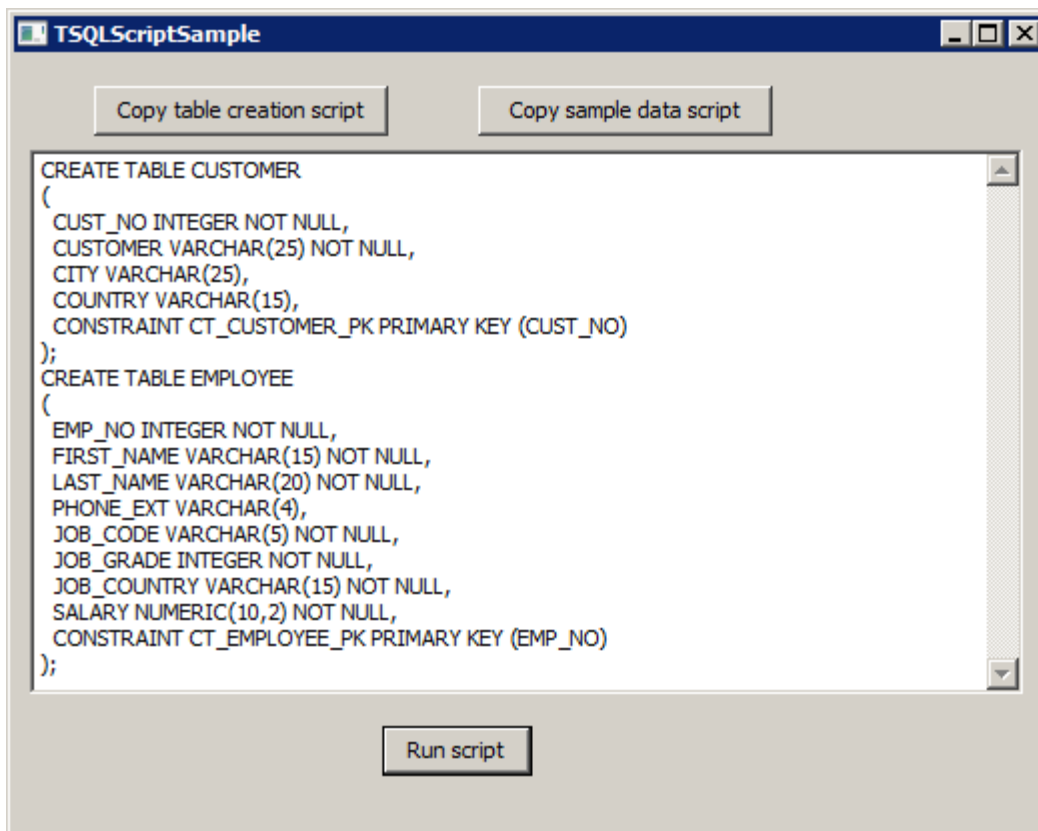 TSQLScriptSample
Copy table creation script
Copy sample data script
CREATE TABLE CUSTOMER
(
CUST_NO INTEGER NOT NULL,
CUSTOMER VARCHAR(25) NOT NULL,
CITY VARCHAR(25),
COUNTRY VARCHAR(15),
CONSTRAINT CT_CUSTOMER_PK PRIMARY KEY (CUST_NO)
);
CREATE TABLE EMPLOYEE
(
EMP_NO INTEGER NOT NULL,
FIRST_NAME VARCHAR(15) NOT NULL,
LAST_NAME VARCHAR(20) NOT NULL,
PHONE_EXT VARCHAR(4),
JOB_CODE VARCHAR(5) NOT NULL,
JOB_GRADE INTEGER NOT NULL,
JOB_COUNTRY VARCHAR(15) NOT NULL,
SALARY NUMERIC(10,2) NOT NULL,
CONSTRAINT CT_EMPLOYEE_PK PRIMARY KEY (EMP_NO)
);
Run script